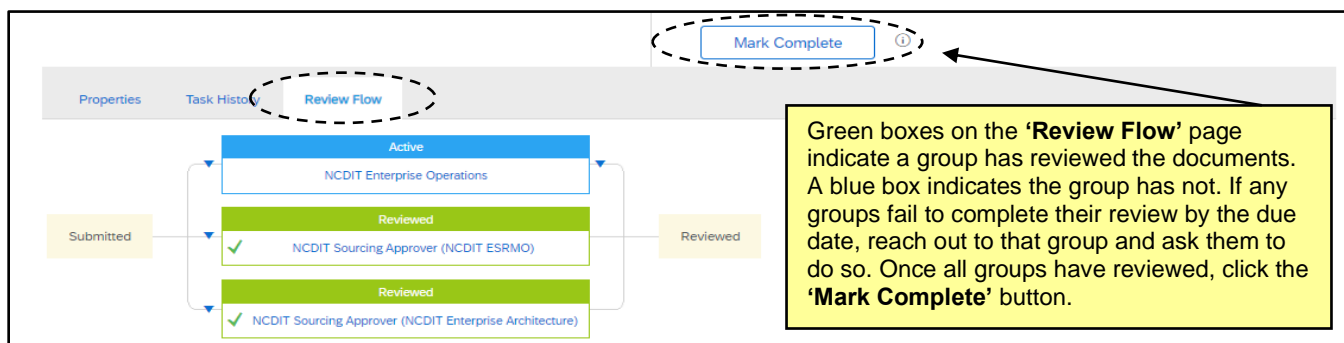 Mark Complete
Properties Task History Review Flow
Green boxes on the ‘Review Flow’ page
indicate a group has reviewed the documents.
A blue box indicates the group has not. If any
groups fail to complete their review by the due
date, reach out to that group and ask them to
do so. Once all groups have reviewed, click the
‘Mark Complete’ button.
Active
NCDIT Enterprise Operations
Submitted
Reviewed
NCDIT Sourcing Approver (NCDIT ESRMO)
Reviewed
Reviewed
NCDIT Sourcing Approver (NCDIT Enterprise Architecture)